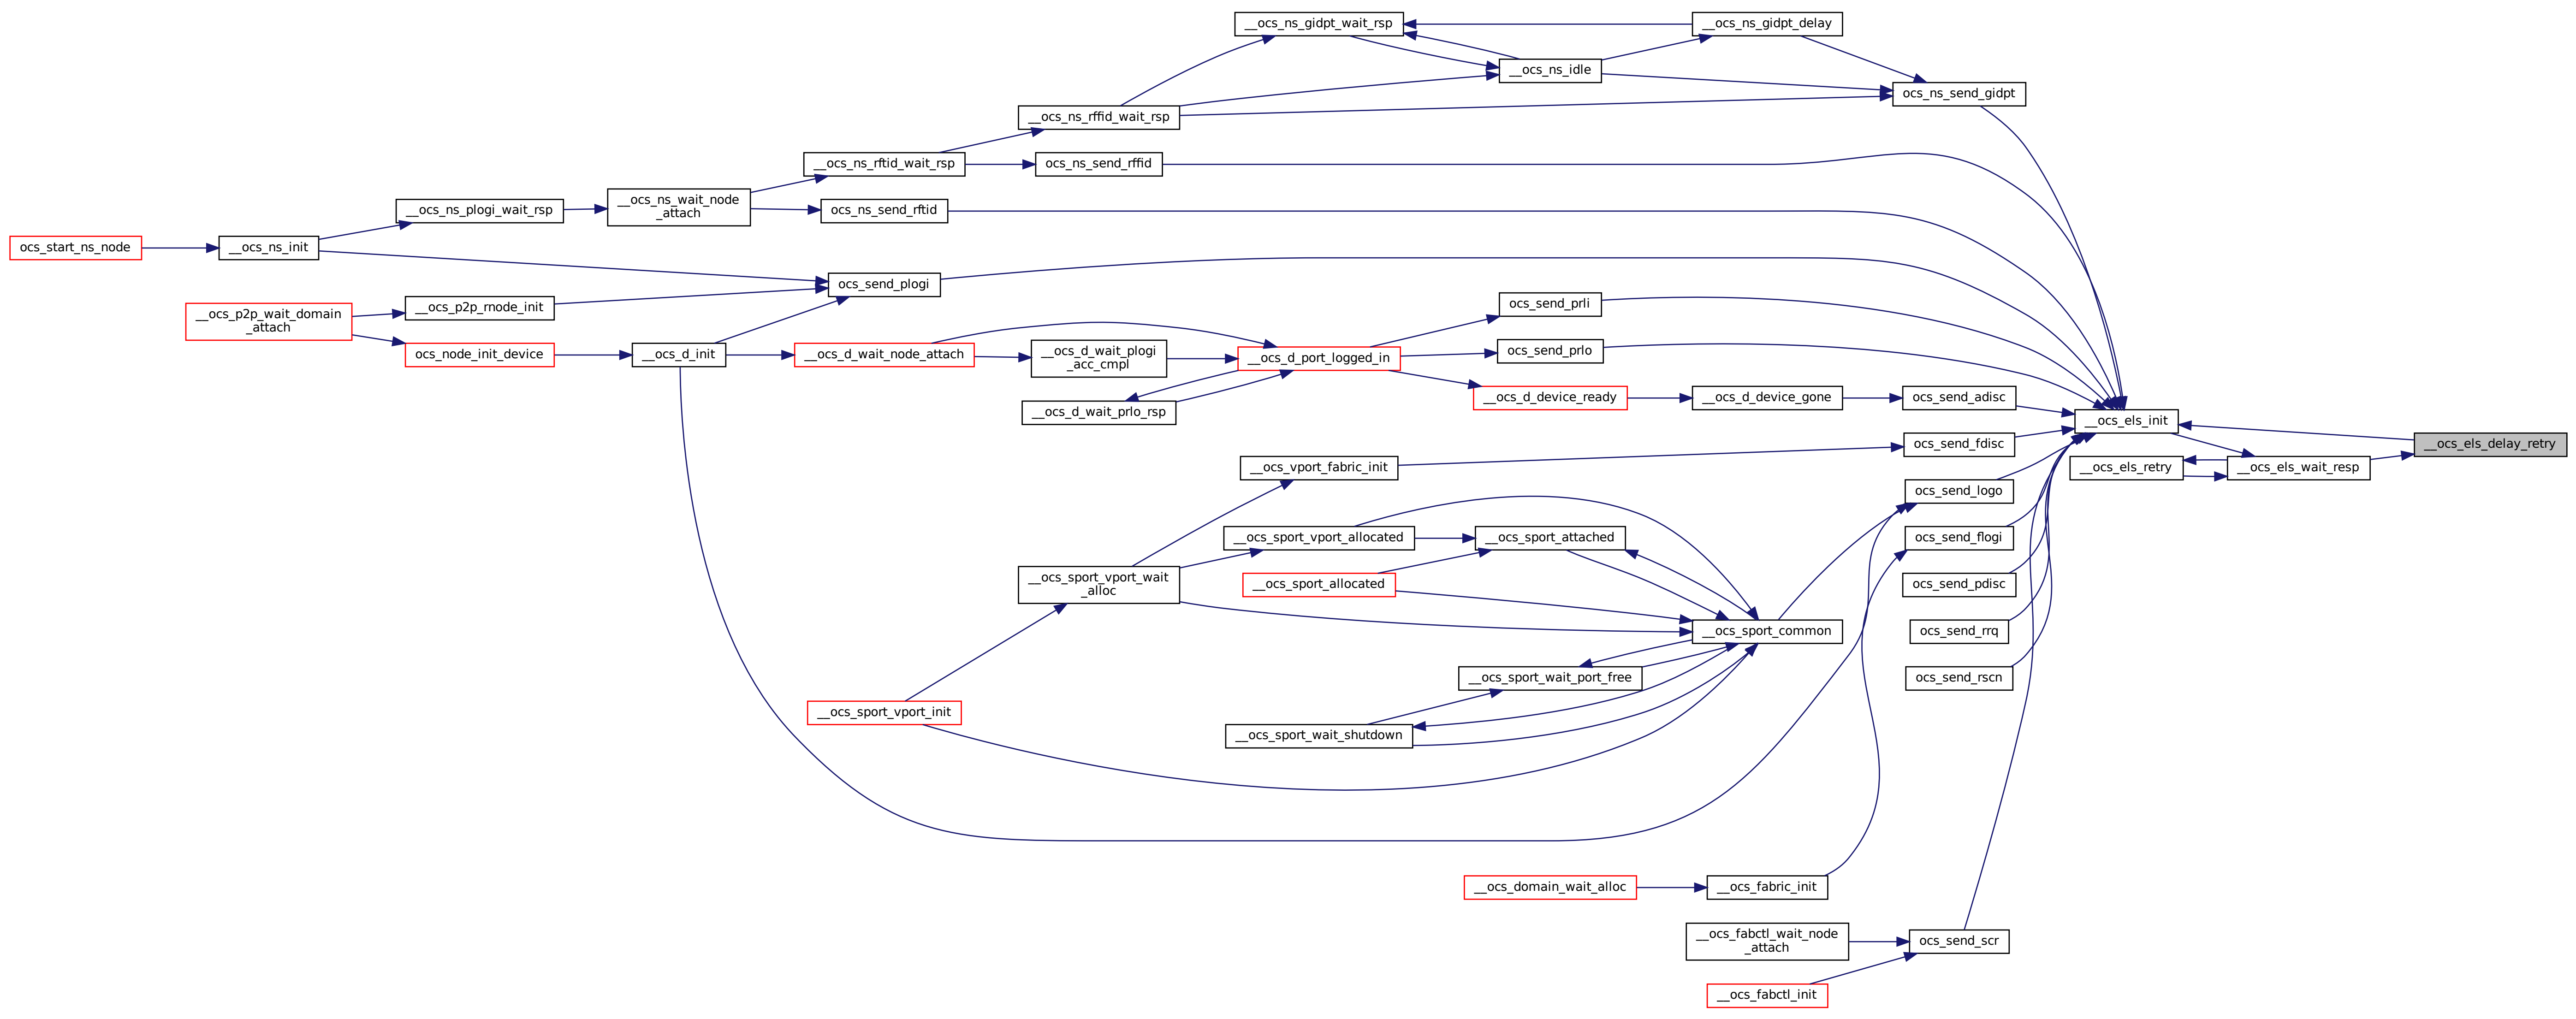 __ocs_ns_gidpt_wait_rsp
__ocs_ns_gidpt_delay
__ocs_ns_idle
ocs_ns_send_gidpt
__ocs_ns_rffid_wait_rsp
__ocs_ns_rftid_wait_rsp
ocs_ns_send_rffid
__ocs_ns_wait_node
_attach
__ocs_ns_plogi_wait_rsp
ocs_ns_send_rftid
ocs_start_ns_node
__ocs_ns_init
ocs_send_plogi
__ocs_p2p_wait_domain
_attach
__ocs_p2p_rnode_init
ocs_send_prli
ocs_node_init_device
__ocs_d_init
__ocs_d_wait_node_attach
__ocs_d_wait_plogi
_acc_cmpl
__ocs_d_port_logged_in
ocs_send_prlo
__ocs_d_wait_prlo_rsp
__ocs_d_device_ready
__ocs_d_device_gone
ocs_send_adisc
__ocs_els_init
__ocs_els_delay_retry
ocs_send_fdisc
__ocs_vport_fabric_init
__ocs_els_retry
__ocs_els_wait_resp
ocs_send_logo
__ocs_sport_vport_allocated
__ocs_sport_attached
ocs_send_flogi
__ocs_sport_vport_wait
_alloc
__ocs_sport_allocated
ocs_send_pdisc
__ocs_sport_common
ocs_send_rrq
__ocs_sport_wait_port_free
ocs_send_rscn
__ocs_sport_vport_init
__ocs_sport_wait_shutdown
__ocs_domain_wait_alloc
__ocs_fabric_init
__ocs_fabctl_wait_node
_attach
ocs_send_scr
__ocs_fabctl_init